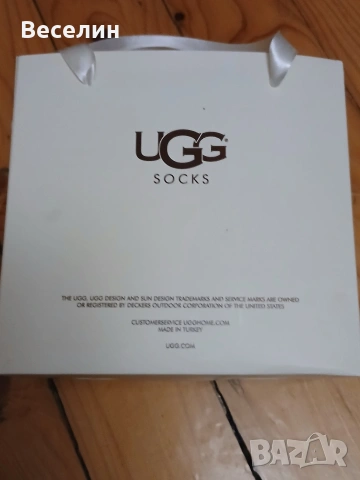 Веселин
UGG®
SOCKS
THE UGG, UGG DESIGN AND SUN DESIGN TRADEMARKS AND SERVICE MARKS ARE OWNED
OR REGISTERED BY DECKERS OUTDOOR CORPORATION OF THE UNITED STATES
CUSTOMERSERVICE.UGGHOME.COM
MADE IN TURKEY
UGG.COM
BAZAR